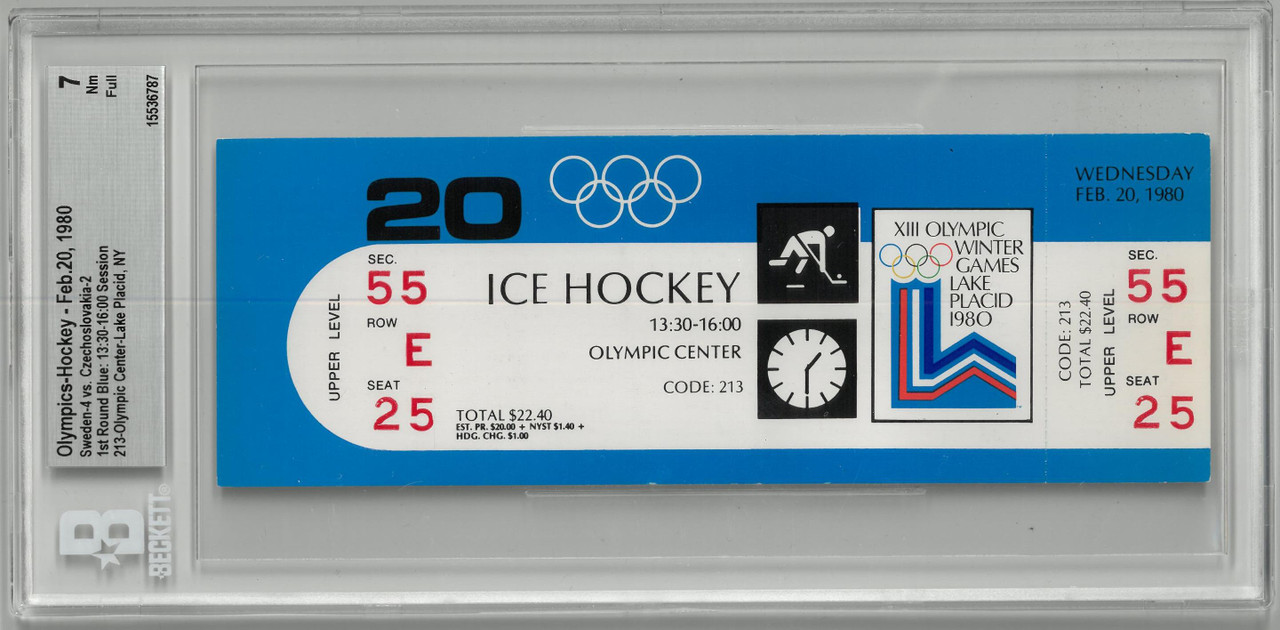 7
Nm
Full
15536787
Olympics-Hockey - Feb.20, 1980
Sweden-4 vs. Czechoslovakia-2
1st Round Blue: 13:30-16:00 Session
213-Olympic Center-Lake Placid, NY
BECKETT®
20
UPPER LEVEL
SEC.
55
ROW
E
SEAT
25
ICE HOCKEY
13:30-16:00
OLYMPIC CENTER
CODE: 213
TOTAL $22.40
EST. PR. $20.00 + NYST $1.40 +
HDG. CHG. $1.00
XIII OLYMPIC
WINTER
GAMES
LAKE
PLACID
1980
WEDNESDAY
FEB. 20, 1980
CODE: 213
TOTAL $22.40
UPPER LEVEL
SEC.
55
ROW
E
SEAT
25